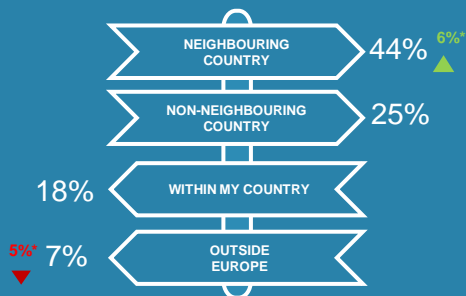 NEIGHBOURING
COUNTRY
44%
6%*
NON-NEIGHBOURING
COUNTRY
25%
18%
WITHIN MY COUNTRY
5%*
7%
OUTSIDE
EUROPE